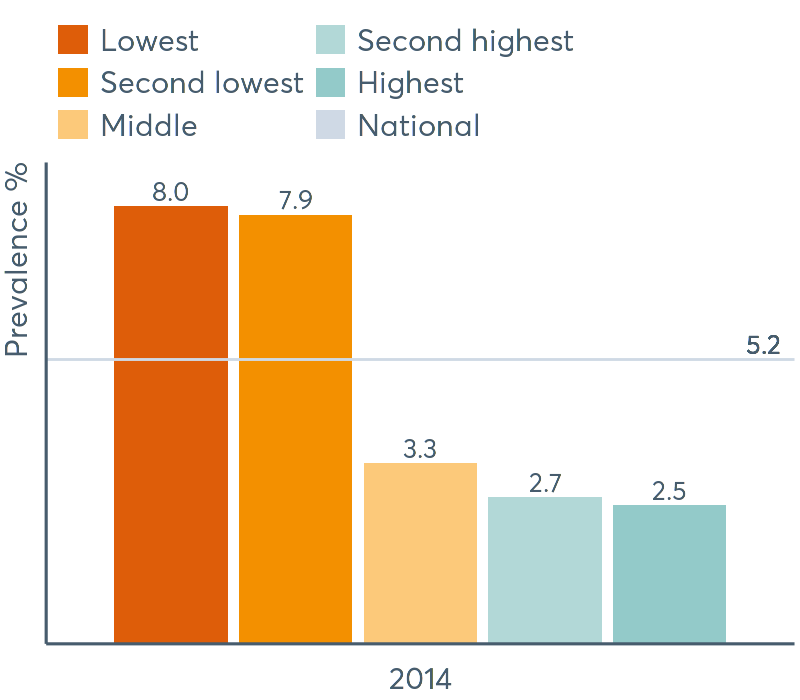 Lowest
Second lowest
Middle
Second highest
Highest
National
Prevalence %
8.0
7.9
5.2
3.3
2.7
2.5
2014